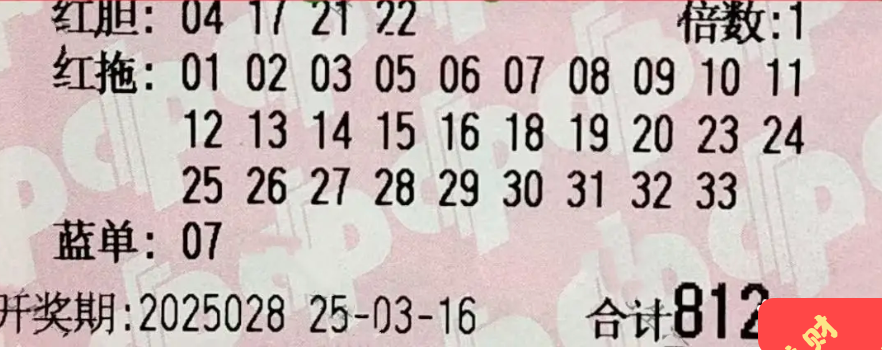 红胆: 04 17 21 22 倍数:1
红拖: 01 02 03 05 06 07 08 09 10 11
12 13 14 15 16 18 19 20 23 24
25 26 27 28 29 30 31 32 33
蓝单: 07
开奖期:2025028 25-03-16 合计812
财